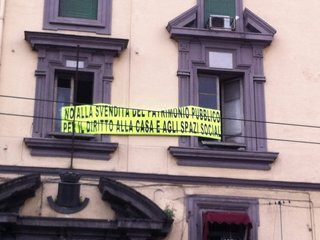 NO ALLA SVENDITA DEL PATRIMONIO PUBBLICO
PER IL DIRITTO ALLA CASA E AGLI SPAZI SOCIALI